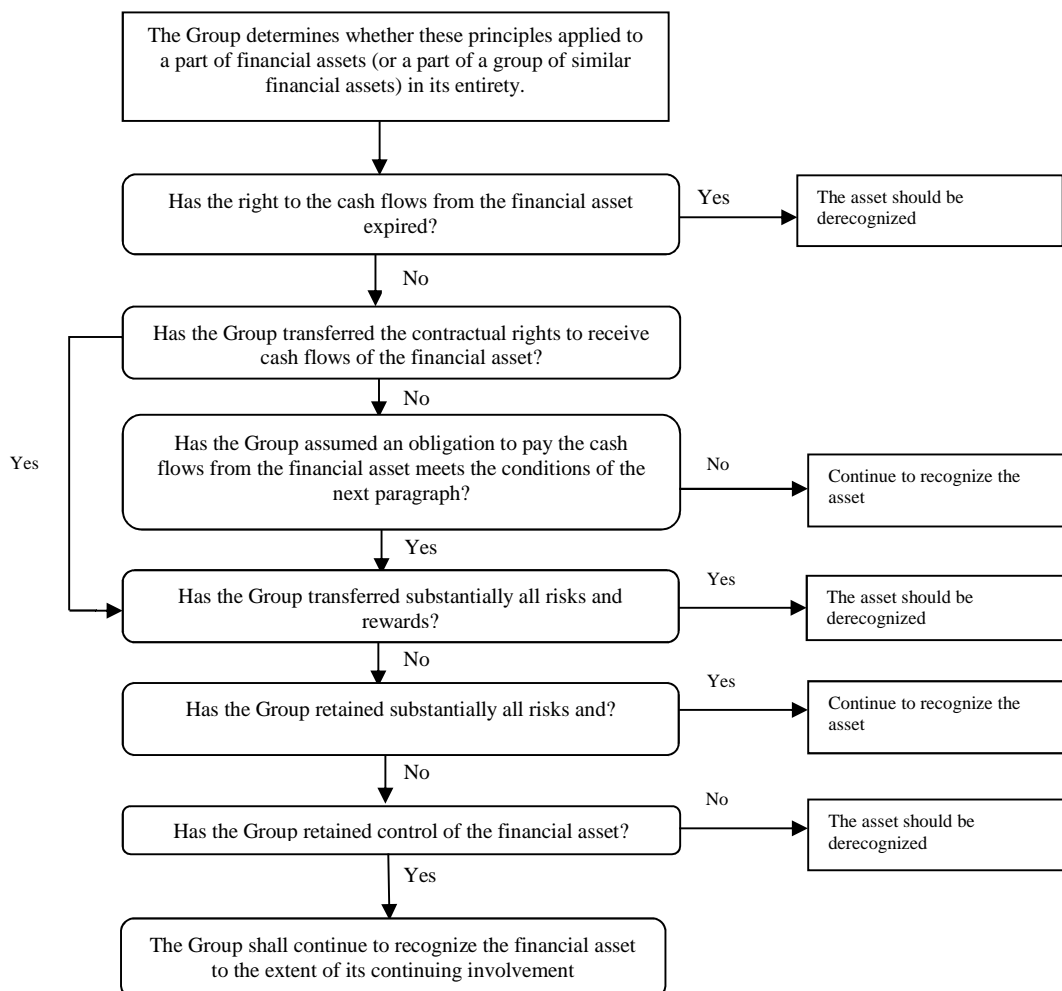 The Group determines whether these principles applied to
a part of financial assets (or a part of a group of similar
financial assets) in its entirety.
Has the right to the cash flows from the financial asset
expired?
Yes
The asset should be
derecognized
No
Has the Group transferred the contractual rights to receive
cash flows of the financial asset?
No
Yes
Has the Group assumed an obligation to pay the cash
flows from the financial asset meets the conditions of the
next paragraph?
No
Continue to recognize the
asset
Yes
Has the Group transferred substantially all risks and
rewards?
Yes
The asset should be
derecognized
No
Has the Group retained substantially all risks and?
Yes
Continue to recognize the
asset
No
Has the Group retained control of the financial asset?
No
The asset should be
derecognized
Yes
The Group shall continue to recognize the financial asset
to the extent of its continuing involvement